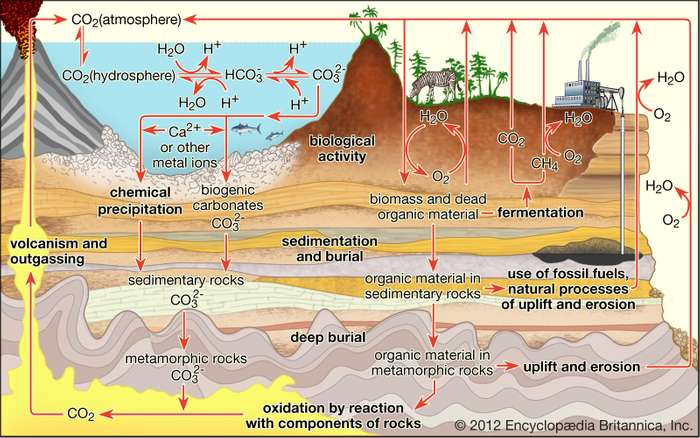 CO2(atmosphere)
H2O
H+
H+
CO2(hydrosphere)
HCO3-
CO32-
H2O
H+
H+
H2O
H2O
H2O
O2
Ca2+
or other
metal ions
biological
activity
CO2
CH4
O2
O2
H2O
O2
chemical
precipitation
biogenic
carbonates
CO32-
biomass and dead
organic material
fermentation
volcanism and
outgassing
sedimentation
and burial
sedimentary rocks
CO32-
organic material in
sedimentary rocks
use of fossil fuels,
natural processes
of uplift and erosion
deep burial
metamorphic rocks
CO32-
organic material in
metamorphic rocks
uplift and erosion
CO2
oxidation by reaction
with components of rocks
© 2012 Encyclopædia Britannica, Inc.